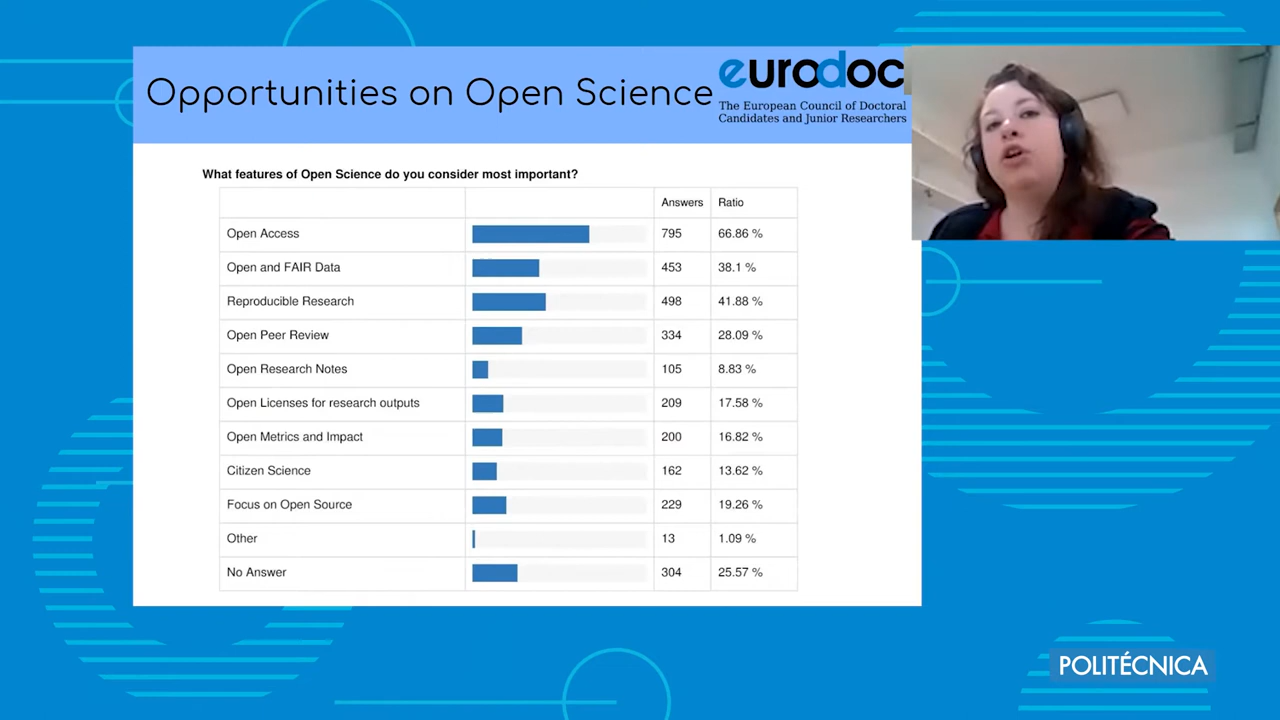 Opportunities on Open Science
eurodoc
The European Council of Doctoral
Candidates and Junior Researchers
What features of Open Science do you consider most important?
Answers Ratio
Open Access 795 66.86 %
Open and FAIR Data 453 38.1 %
Reproducible Research 498 41.88 %
Open Peer Review 334 28.09 %
Open Research Notes 105 8.83 %
Open Licenses for research outputs 209 17.58 %
Open Metrics and Impact 200 16.82 %
Citizen Science 162 13.62 %
Focus on Open Source 229 19.26 %
Other 13 1.09 %
No Answer 304 25.57 %
POLITÉCNICA